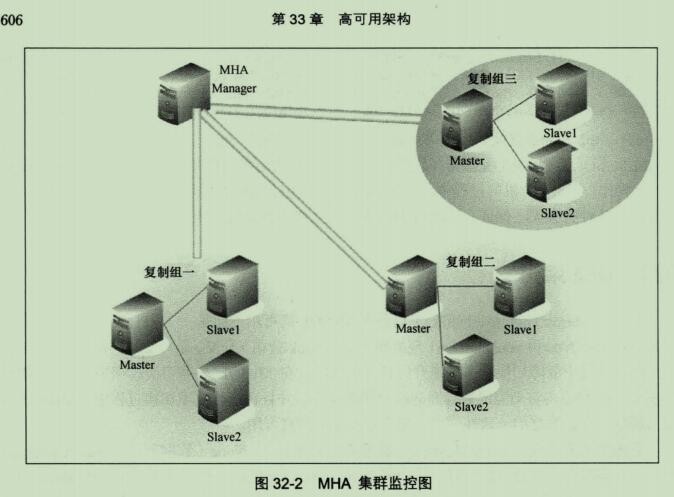 606
第 33 章 高可用架构
MHA
Manager
复制组三
Master
Slave1
Slave2
复制组一
Master
Slave1
Slave2
复制组二
Master
Slave1
Slave2
图 32-2 MHA 集群监控图